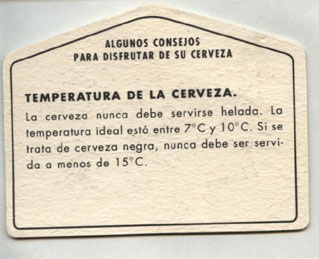 ALGUNOS CONSEJOS
PARA DISFRUTAR DE SU CERVEZA
TEMPERATURA DE LA CERVEZA.
La cerveza nunca debe servirse helada. La
temperatura ideal está entre 7°C y 10°C. Si se
trata de cerveza negra, nunca debe ser servi-
da a menos de 15°C.